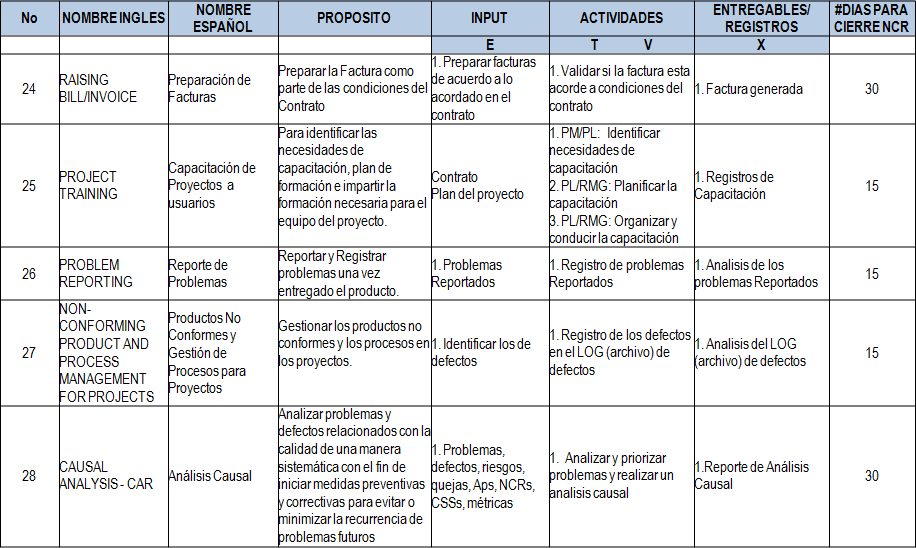 No
NOMBRE INGLES
NOMBRE
ESPAÑOL
PROPOSITO
INPUT
ACTIVIDADES
ENTREGABLES/
REGISTROS
#DIAS PARA
CIERRE NCR
E
T V
X
24
RAISING
BILL/INVOICE
Preparación de
Facturas
Preparar la Factura como
parte de las condiciones del
Contrato
1. Preparar facturas
de acuerdo a lo
acordado en el
contrato
1. Validar si la factura esta
acorde a condiciones del
contrato
1. Factura generada
30
25
PROJECT
TRAINING
Capacitación de
Proyectos a
usuarios
Para identificar las
necesidades de
capacitación, plan de
formación e impartir la
formación necesaria para el
equipo del proyecto.
Contrato
Plan del proyecto
1. PM/PL: Identificar
necesidades de
capacitación
2. PL/RMG: Planificar la
capacitación
3. PL/RMG: Organizar y
conducir la capacitación
1. Registros de
Capacitación
15
26
PROBLEM
REPORTING
Reporte de
Problemas
Reportar y Registrar
problemas una vez
entregado el producto.
1. Problemas
Reportados
1. Registro de problemas
Reportados
1. Analisis de los
problemas Reportados
15
27
NON-
CONFORMING
PRODUCT AND
PROCESS
MANAGEMENT
FOR PROJECTS
Productos No
Conformes y
Gestión de
Procesos para
Proyectos
Gestionar los productos no
conformes y los procesos en
los proyectos.
1. Identificar los de
defectos
1. Registro de los defectos
en el LOG (archivo) de
defectos
1. Analisis del LOG
(archivo) de defectos
15
28
CAUSAL
ANALYSIS - CAR
Análisis Causal
Analizar problemas y
defectos relacionados con la
calidad de una manera
sistemática con el fin de
iniciar medidas preventivas
y correctivas para evitar o
minimizar la recurrencia de
problemas futuros
1. Problemas,
defectos, riesgos,
quejas, Aps, NCRs,
CSSs, métricas
1. Analizar y priorizar
problemas y realizar un
analisis causal
1.Reporte de Análisis
Causal
30